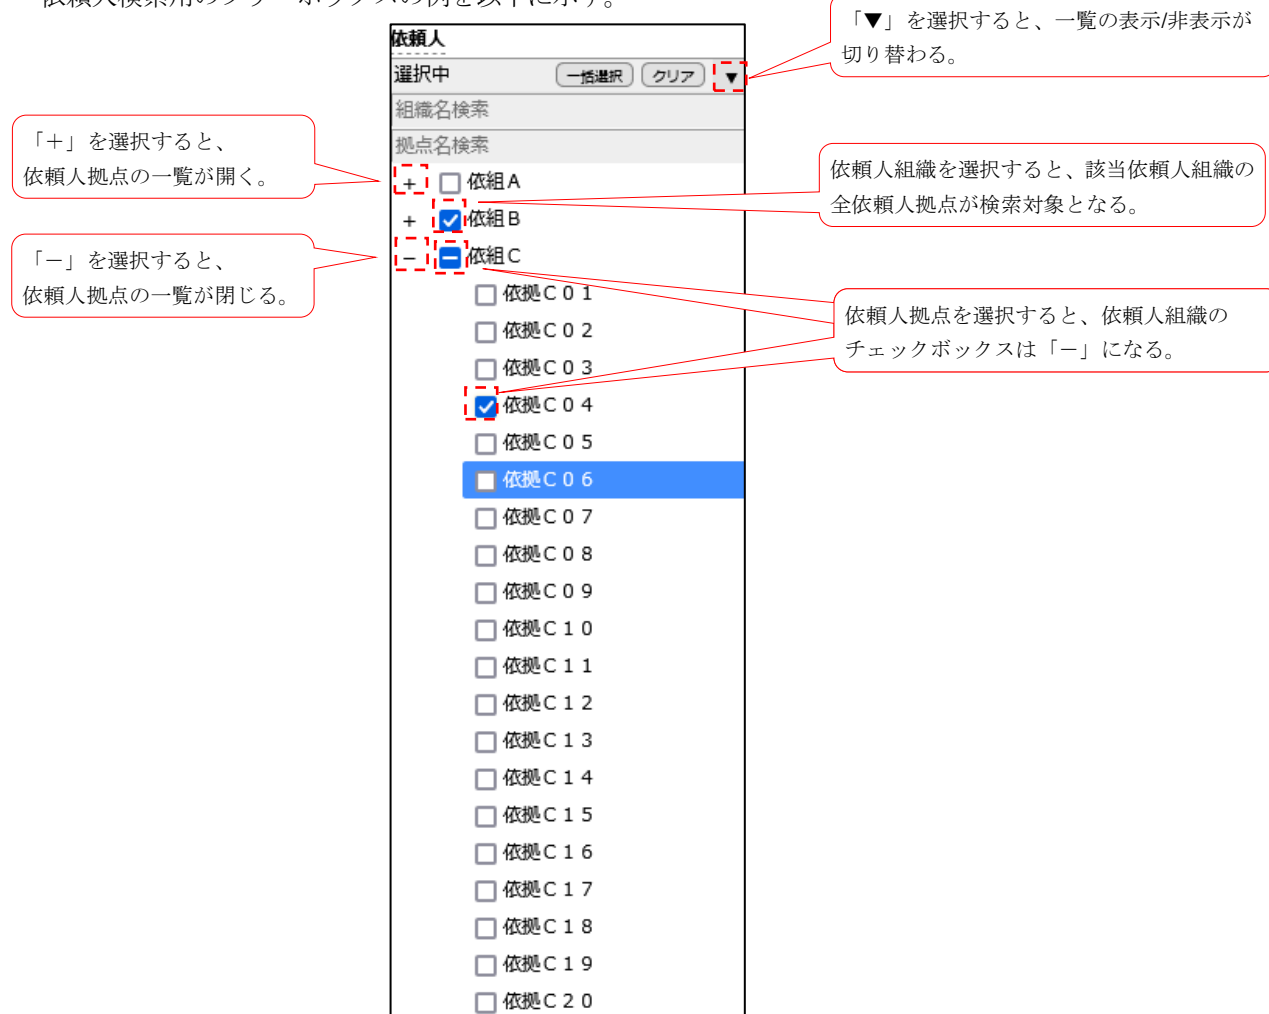 依頼人検索用のツリーボックスの例を以下に示す。
「▼」を選択すると、一覧の表示/非表示が
切り替わる。
依頼人
選択中 一括選択 クリア ▼
組織名検索
拠点名検索
「＋」を選択すると、
依頼人拠点の一覧が開く。
+ 依組Ａ
依頼人組織を選択すると、該当依頼人組織の
全依頼人拠点が検索対象となる。
+ 依組Ｂ
「－」を選択すると、
依頼人拠点の一覧が閉じる。
- 依組Ｃ
依拠Ｃ０１
依頼人拠点を選択すると、依頼人組織の
チェックボックスは「－」になる。
依拠Ｃ０２
依拠Ｃ０３
依拠Ｃ０４
依拠Ｃ０５
依拠Ｃ０６
依拠Ｃ０７
依拠Ｃ０８
依拠Ｃ０９
依拠Ｃ１０
依拠Ｃ１１
依拠Ｃ１２
依拠Ｃ１３
依拠Ｃ１４
依拠Ｃ１５
依拠Ｃ１６
依拠Ｃ１７
依拠Ｃ１８
依拠Ｃ１９
依拠Ｃ２０